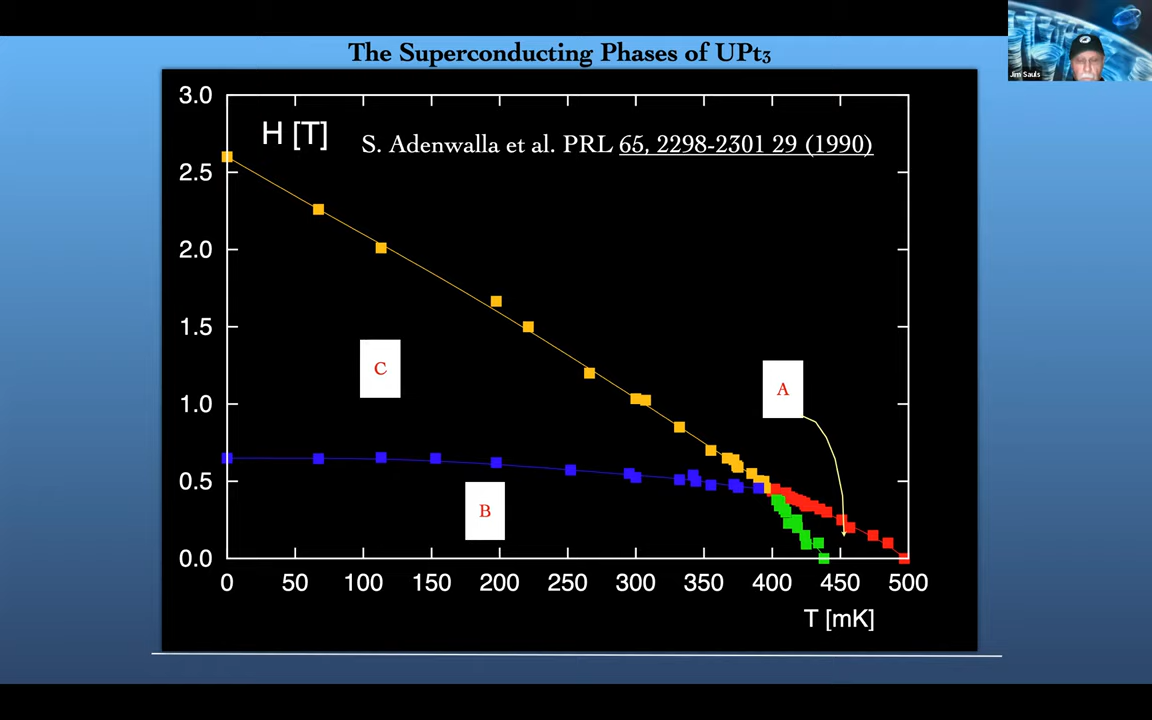 The Superconducting Phases of UPt₃
Jim Sauls
3.0
H [T]
S. Adenwalla et al. PRL 65, 2298-2301 29 (1990)
2.5
2.0
1.5
C
A
1.0
0.5
B
0.0
0 50 100 150 200 250 300 350 400 450 500
T [mK]